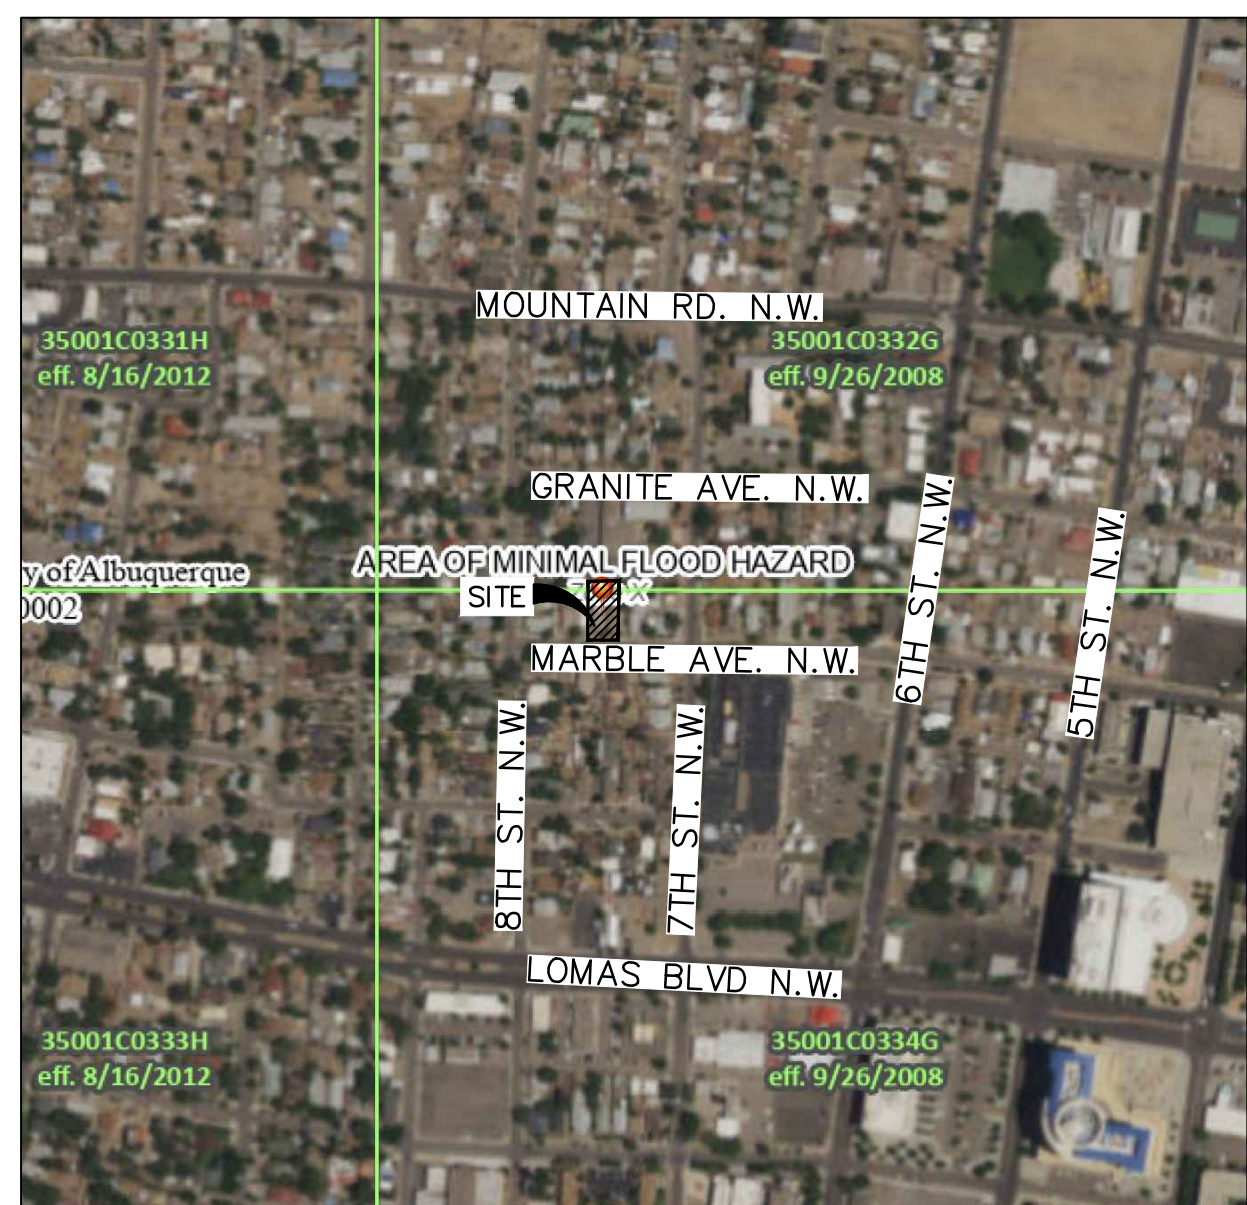 MOUNTAIN RD. N.W.
35001C0331H
eff. 8/16/2012
35001C0332G
eff. 9/26/2008
GRANITE AVE. N.W.
6TH ST. N.W.
5TH ST. N.W.
AREA OF MINIMAL FLOOD HAZARD
y of Albuquerque
0002
SITE
X
MARBLE AVE. N.W.
8TH ST. N.W.
7TH ST. N.W.
LOMAS BLVD N.W.
35001C0333H
eff. 8/16/2012
35001C0334G
eff. 9/26/2008